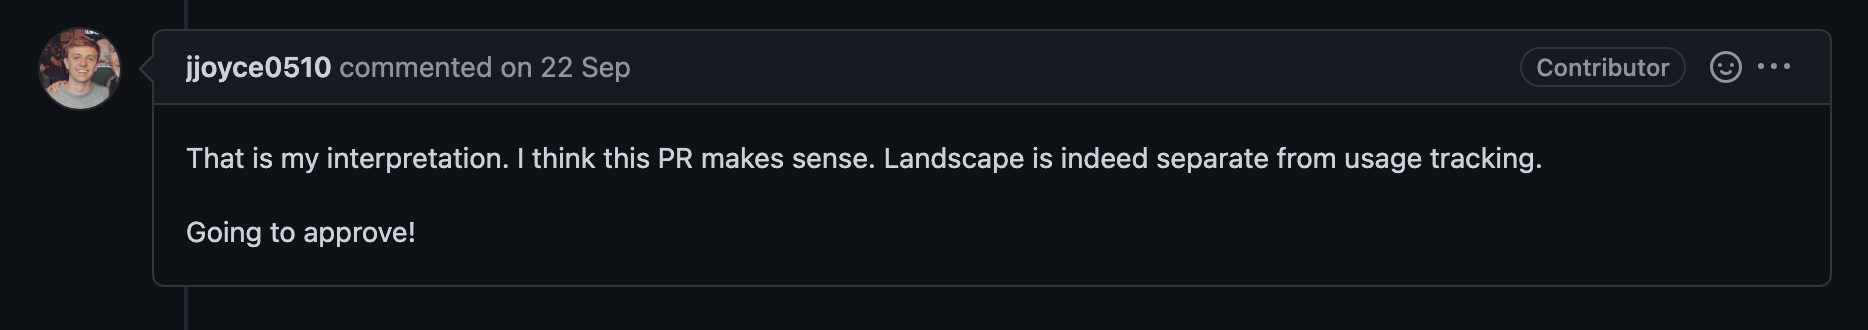 jjoyce0510 commented on 22 Sep
Contributor
That is my interpretation. I think this PR makes sense. Landscape is indeed separate from usage tracking.
Going to approve!